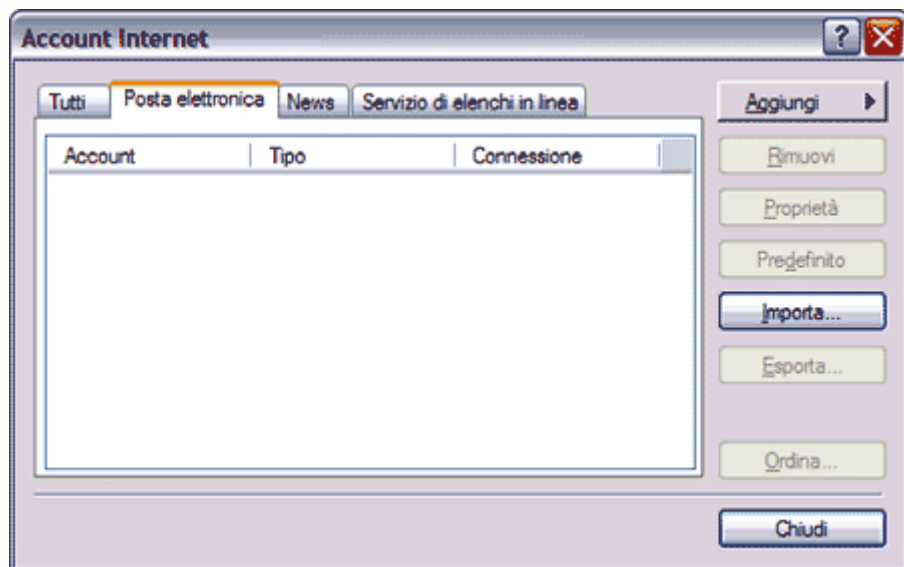 Account Internet
?
Tutti
Posta elettronica
News
Servizio di elenchi in linea
Account
Tipo
Connessione
Aggiungi
Rimuovi
Proprietà
Predefinito
Importa...
Esporta...
Ordina...
Chiudi